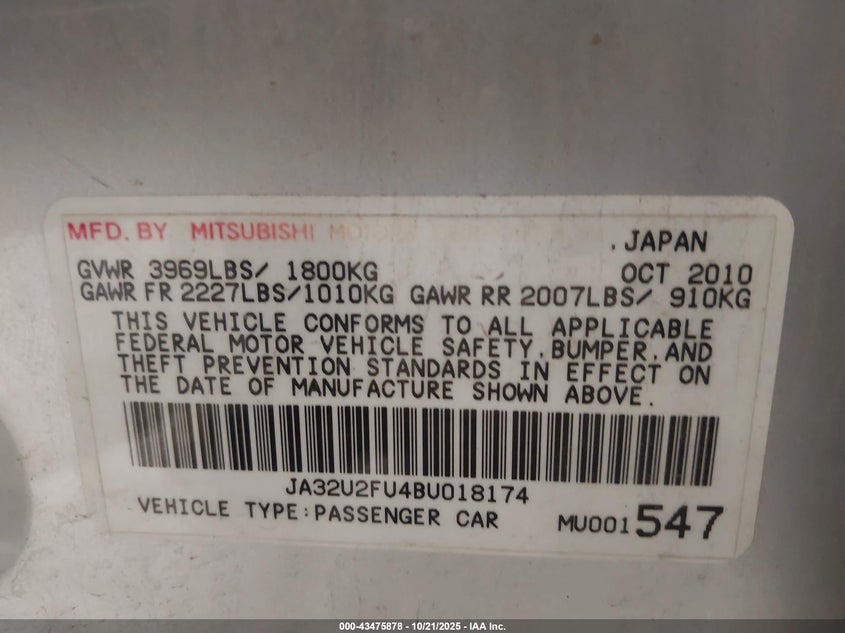 MFD. BY MITSUBISHI MOTORS
. JAPAN
GVWR 3969LBS/ 1800KG OCT 2010
GAWR FR 2227LBS/1010KG GAWR RR 2007LBS/ 910KG
THIS VEHICLE CONFORMS TO ALL APPLICABLE
FEDERAL MOTOR VEHICLE SAFETY, BUMPER, AND
THEFT PREVENTION STANDARDS IN EFFECT ON
THE DATE OF MANUFACTURE SHOWN ABOVE.
JA32U2FU4BU018174
VEHICLE TYPE:PASSENGER CAR MU001547
000-43475878 - 10/21/2025 - IAA Inc.